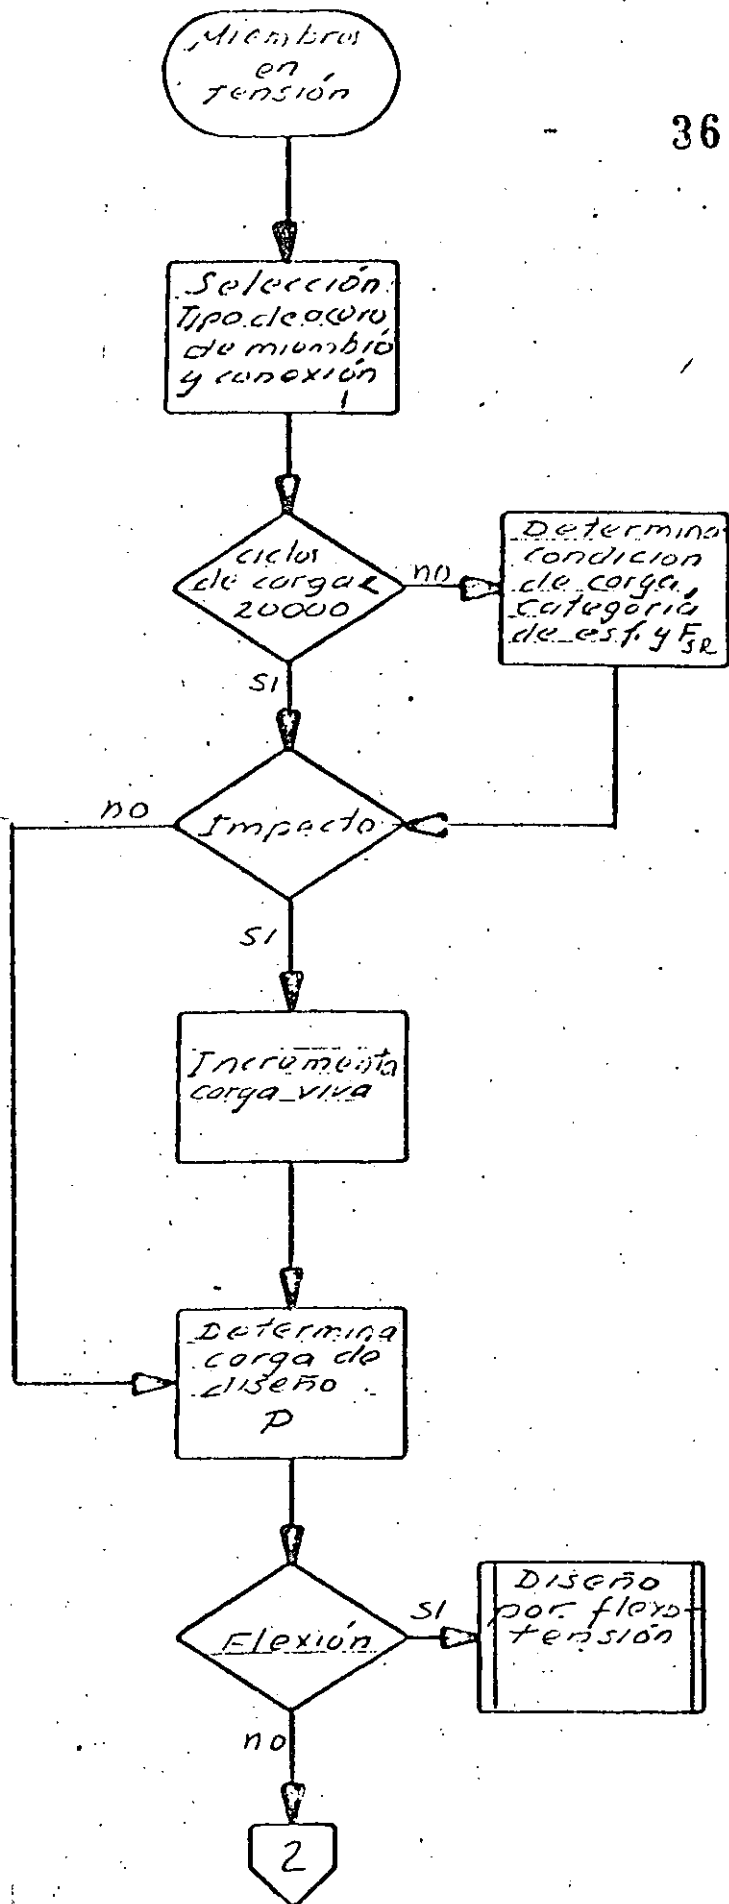 Miembros
en
tensión
36
Selección
Tipo de acero
de miembro
y conexión
1
ciclos
de carga <
20000
no
Determina
condicion
de carga,
categoría
de esf. y FSR
si
Impacto
no
si
Incrementa
carga viva
Determina
carga de
diseño
P
Flexión
si
Diseño
por flexo-
tensión
no
2